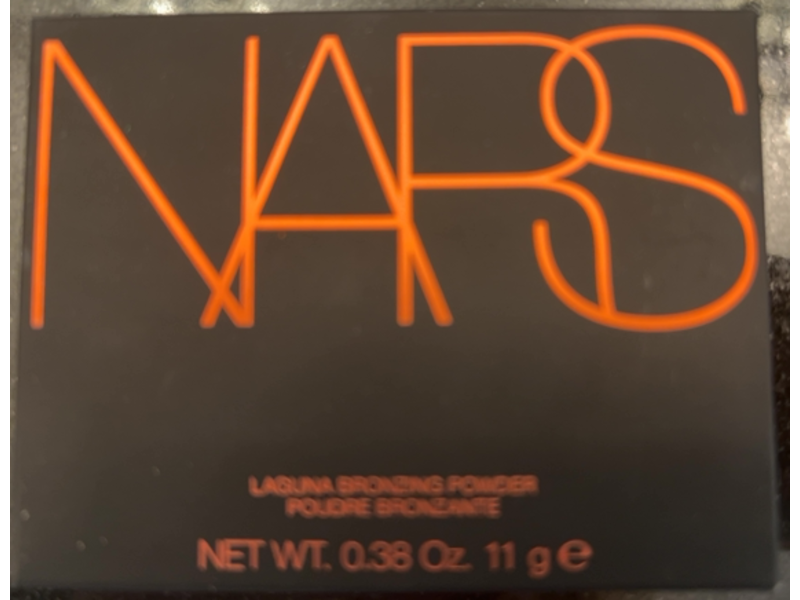 NARS
LAGUNA BRONZING POWDER
POUDRE BRONZANTE
NET WT. 0.38 Oz. 11 g e